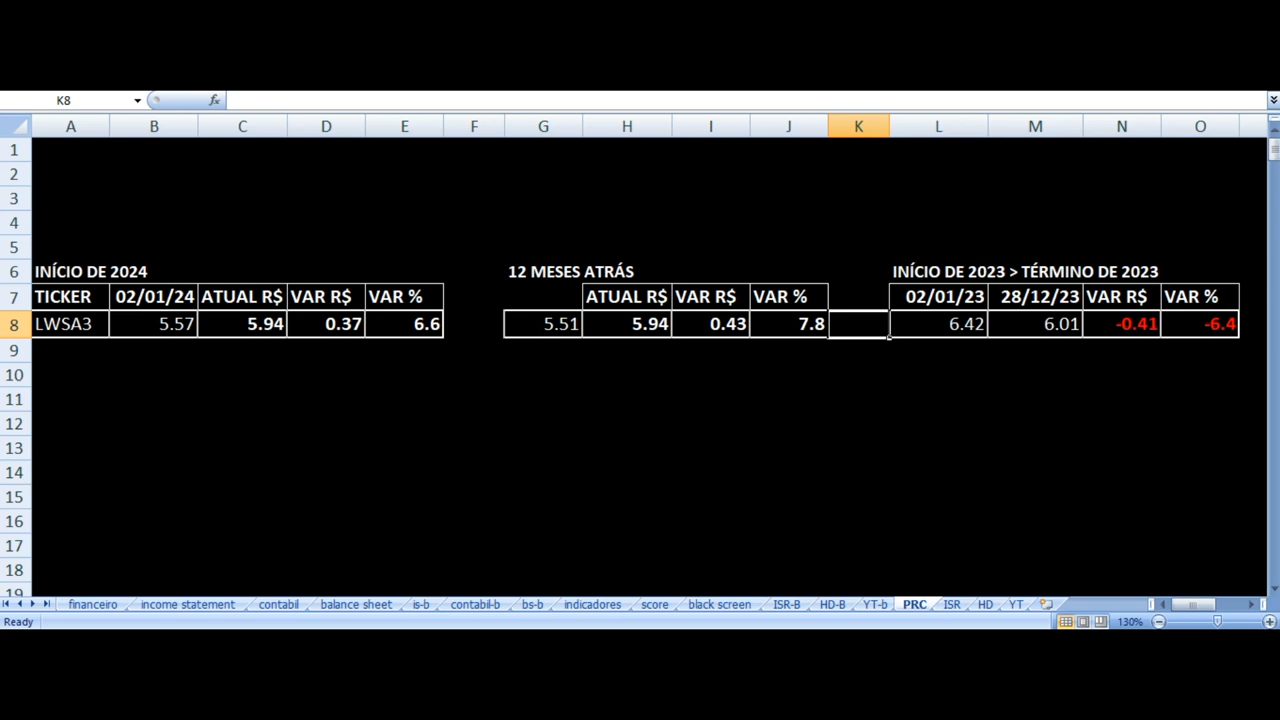 K8 fx
A B C D E F G H I J K L M N O
1
2
3
4
5
6 INÍCIO DE 2024 12 MESES ATRÁS INÍCIO DE 2023 > TÉRMINO DE 2023
7 TICKER 02/01/24 ATUAL R$ VAR R$ VAR % ATUAL R$ VAR R$ VAR % 02/01/23 28/12/23 VAR R$ VAR %
8 LWSA3 5.57 5.94 0.37 6.6 5.51 5.94 0.43 7.8 6.42 6.01 -0.41 -6.4
9
10
11
12
13
14
15
16
17
18
19
financeiro income statement contabil balance sheet is-b contabil-b bs-b indicadores score black screen ISR-B HD-B YT-b PRC ISR HD YT
Ready 130%